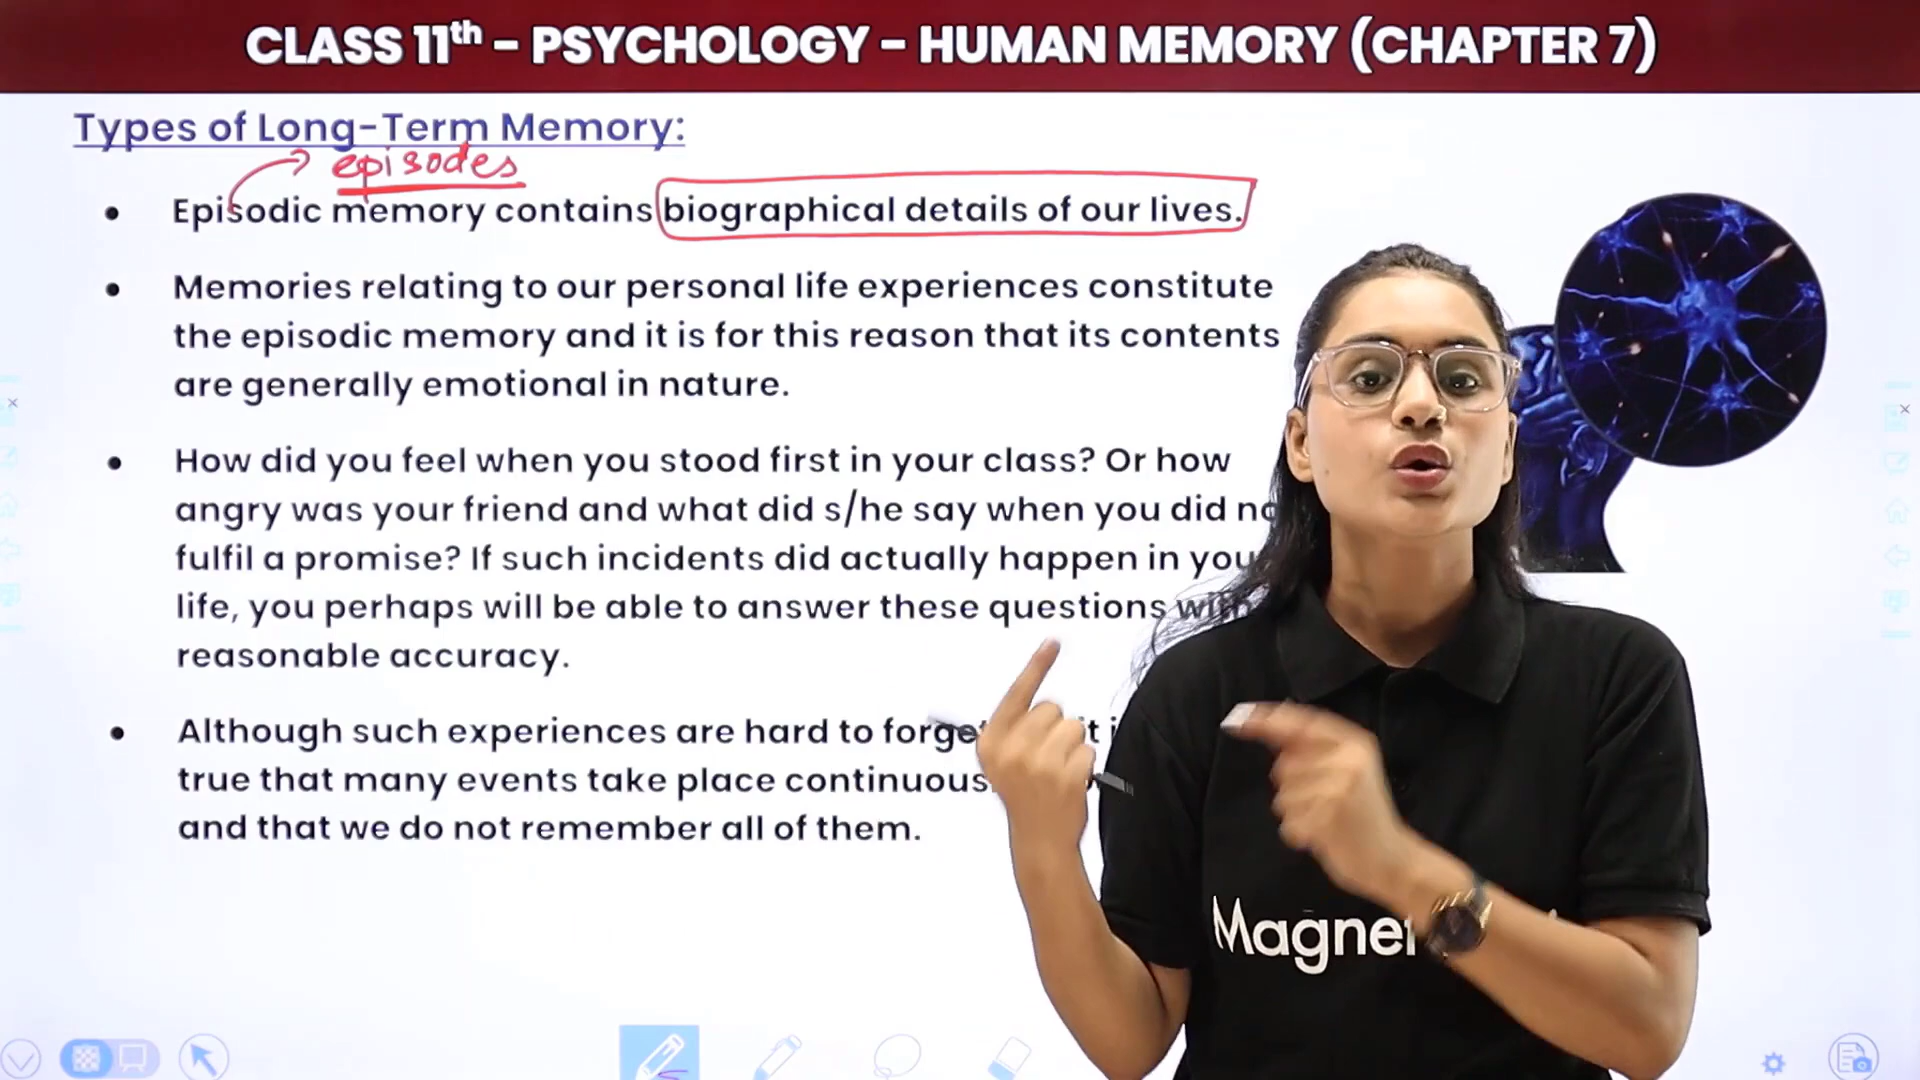 CLASS 11th – PSYCHOLOGY – HUMAN MEMORY (CHAPTER 7)
Types of Long-Term Memory:
episodes
• Episodic memory contains biographical details of our lives.
• Memories relating to our personal life experiences constitute
the episodic memory and it is for this reason that its contents
are generally emotional in nature.
• How did you feel when you stood first in your class? Or how
angry was your friend and what did s/he say when you did
fulfil a promise? If such incidents did actually happen in
life, you perhaps will be able to answer these questions with
reasonable accuracy.
• Although such experiences are hard to
true that many events take place
and that we do not remember all of them.